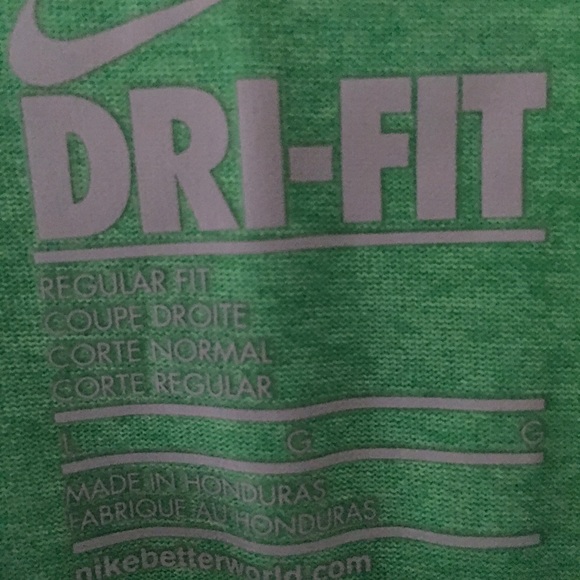 DRI-FIT
REGULAR FIT
COUPE DROITE
CORTE NORMAL
CORTE REGULAR
L G G
MADE IN HONDURAS
FABRIQUE AU HONDURAS
nikebetterworld.com